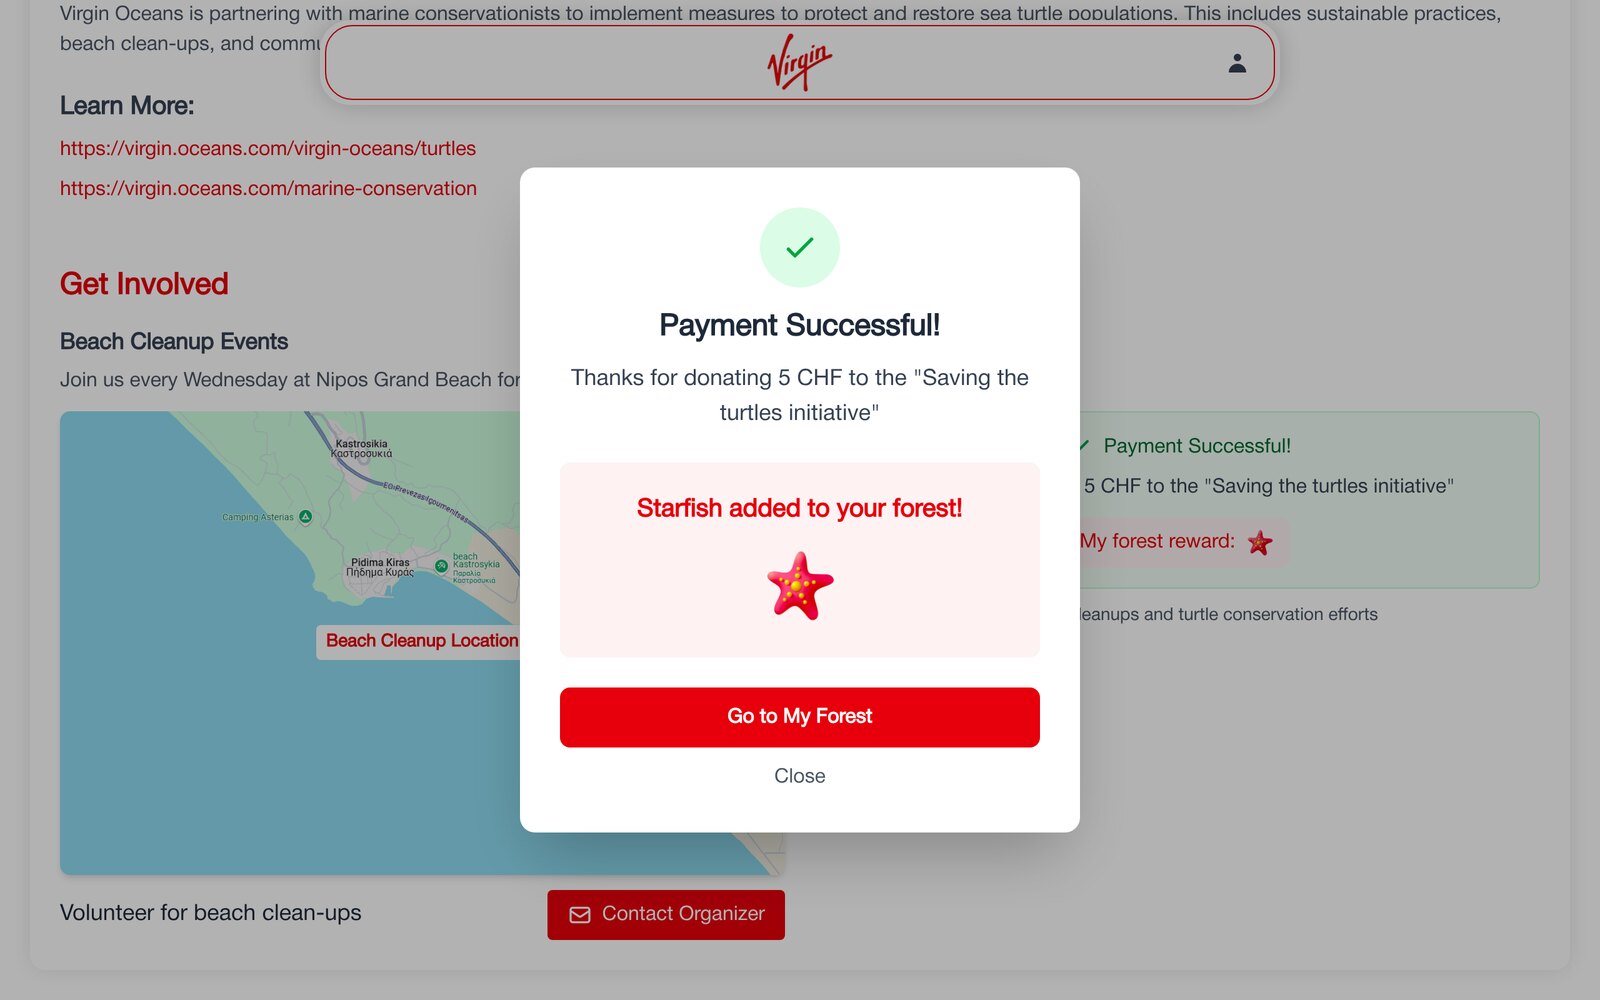 Virgin Oceans is partnering with marine conservationists to implement measures to protect and restore sea turtle populations. This includes sustainable practices,
beach clean-ups, and commu
Virgin
Learn More:
https://virgin.oceans.com/virgin-oceans/turtles
https://virgin.oceans.com/marine-conservation
Get Involved
Beach Cleanup Events
Join us every Wednesday at Nipos Grand Beach for
Kastrosikia
Καστροσυκιά
ΕΟ Prevezas-Igoumenitsas
Camping Asterias
Pidima Kiras
Πήδημα Κυράς
beach
Kastrosykia
Παραλία
Καστροσυκιά
Beach Cleanup Location
Volunteer for beach clean-ups
Contact Organizer
Payment Successful!
Thanks for donating 5 CHF to the "Saving the
turtles initiative"
Starfish added to your forest!
Go to My Forest
Close
Payment Successful!
5 CHF to the "Saving the turtles initiative"
My forest reward:
leanups and turtle conservation efforts